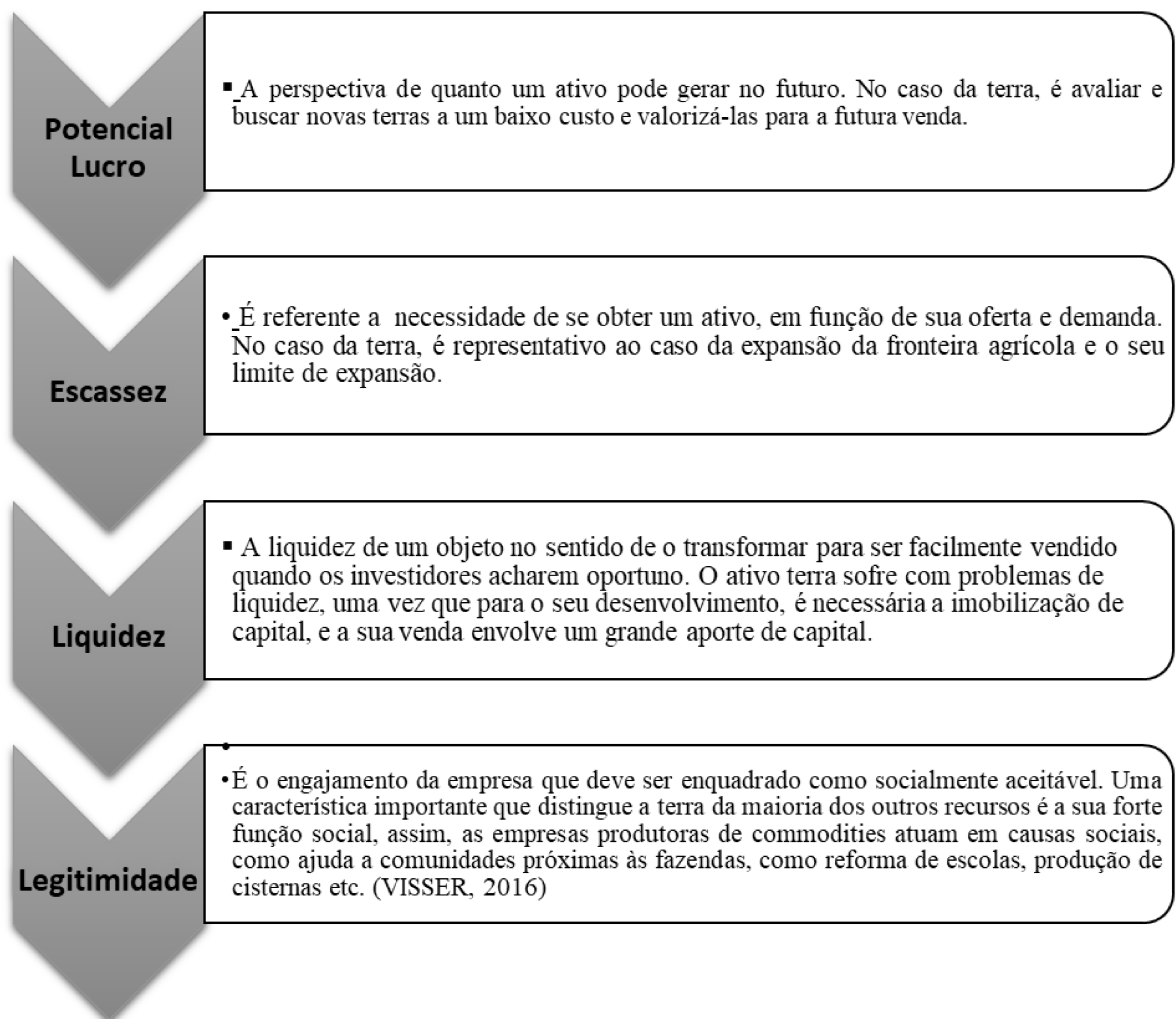 Potencial
Lucro
▪ A perspectiva de quanto um ativo pode gerar no futuro. No caso da terra, é avaliar e
buscar novas terras a um baixo custo e valorizá-las para a futura venda.
Escassez
• É referente a necessidade de se obter um ativo, em função de sua oferta e demanda.
No caso da terra, é representativo ao caso da expansão da fronteira agrícola e o seu
limite de expansão.
Liquidez
▪ A liquidez de um objeto no sentido de o transformar para ser facilmente vendido
quando os investidores acharem oportuno. O ativo terra sofre com problemas de
liquidez, uma vez que para o seu desenvolvimento, é necessária a imobilização de
capital, e a sua venda envolve um grande aporte de capital.
Legitimidade
•
•É o engajamento da empresa que deve ser enquadrado como socialmente aceitável. Uma
característica importante que distingue a terra da maioria dos outros recursos é a sua forte
função social, assim, as empresas produtoras de commodities atuam em causas sociais,
como ajuda a comunidades próximas às fazendas, como reforma de escolas, produção de
cisternas etc. (VISSER, 2016)